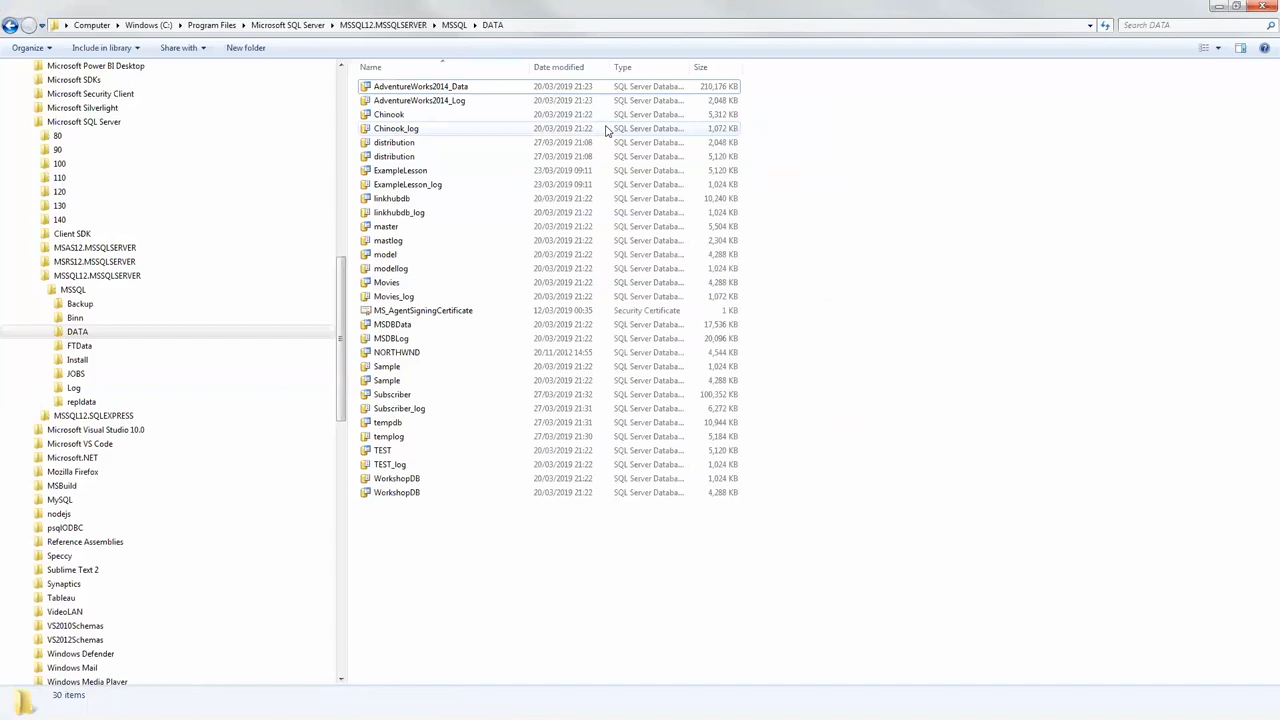 Computer Windows (C:) Program Files Microsoft SQL Server MSSQL12.MSSQLSERVER MSSQL DATA Search DATA
Organize Include in library Share with New folder
Microsoft Power BI Desktop
Microsoft SDKs
Microsoft Security Client
Microsoft Silverlight
Microsoft SQL Server
80
90
100
110
120
130
140
Client SDK
MSAS12.MSSQLSERVER
MSRS12.MSSQLSERVER
MSSQL12.MSSQLSERVER
MSSQL
Backup
Binn
DATA
FTData
Install
JOBS
Log
repldata
MSSQL12.SQLEXPRESS
Microsoft Visual Studio 10.0
Microsoft VS Code
Microsoft.NET
Mozilla Firefox
MSBuild
MySQL
nodejs
psqlODBC
Reference Assemblies
Speccy
Sublime Text 2
Synaptics
Tableau
VideoLAN
VS2010Schemas
VS2012Schemas
Windows Defender
Windows Mail
Windows Media Player
Name Date modified Type Size
AdventureWorks2014_Data 20/03/2019 21:23 SQL Server Databa... 210,176 KB
AdventureWorks2014_Log 20/03/2019 21:23 SQL Server Databa... 2,048 KB
Chinook 20/03/2019 21:22 SQL Server Databa... 5,312 KB
Chinook_log 20/03/2019 21:22 SQL Server Databa... 1,072 KB
distribution 27/03/2019 21:08 SQL Server Databa... 2,048 KB
distribution 27/03/2019 21:08 SQL Server Databa... 5,120 KB
ExampleLesson 23/03/2019 09:11 SQL Server Databa... 5,120 KB
ExampleLesson_log 23/03/2019 09:11 SQL Server Databa... 1,024 KB
linkhubdb 20/03/2019 21:22 SQL Server Databa... 10,240 KB
linkhubdb_log 20/03/2019 21:22 SQL Server Databa... 1,024 KB
master 20/03/2019 21:22 SQL Server Databa... 5,504 KB
mastlog 20/03/2019 21:22 SQL Server Databa... 2,304 KB
model 20/03/2019 21:22 SQL Server Databa... 4,288 KB
modellog 20/03/2019 21:22 SQL Server Databa... 1,024 KB
Movies 20/03/2019 21:22 SQL Server Databa... 4,288 KB
Movies_log 20/03/2019 21:22 SQL Server Databa... 1,072 KB
MS_AgentSigningCertificate 12/03/2019 00:35 Security Certificate 1 KB
MSDBData 20/03/2019 21:22 SQL Server Databa... 17,536 KB
MSDBLog 20/03/2019 21:22 SQL Server Databa... 20,096 KB
NORTHWND 20/11/2012 14:55 SQL Server Databa... 4,544 KB
Sample 20/03/2019 21:22 SQL Server Databa... 1,024 KB
Sample 20/03/2019 21:22 SQL Server Databa... 4,288 KB
Subscriber 27/03/2019 21:32 SQL Server Databa... 100,352 KB
Subscriber_log 27/03/2019 21:31 SQL Server Databa... 6,272 KB
tempdb 27/03/2019 21:31 SQL Server Databa... 10,944 KB
templog 27/03/2019 21:30 SQL Server Databa... 5,184 KB
TEST 20/03/2019 21:22 SQL Server Databa... 5,120 KB
TEST_log 20/03/2019 21:22 SQL Server Databa... 1,024 KB
WorkshopDB 20/03/2019 21:22 SQL Server Databa... 1,024 KB
WorkshopDB 20/03/2019 21:22 SQL Server Databa... 4,288 KB
30 items